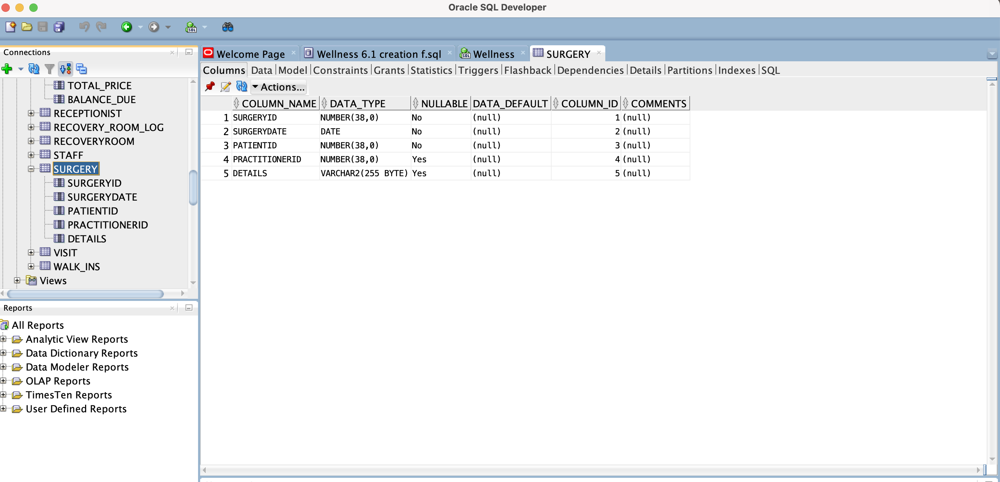 Oracle SQL Developer
SQL
Connections
Welcome Page
Wellness 6.1 creation f.sql
SQL
Wellness
SURGERY
Columns Data Model Constraints Grants Statistics Triggers Flashback Dependencies Details Partitions Indexes SQL
Actions...
TOTAL_PRICE
BALANCE_DUE
RECEPTIONIST
RECOVERY_ROOM_LOG
RECOVERYROOM
STAFF
SURGERY
SURGERYID
SURGERYDATE
PATIENTID
PRACTITIONERID
DETAILS
VISIT
WALK_INS
Views
COLUMN_NAME DATA_TYPE NULLABLE DATA_DEFAULT COLUMN_ID COMMENTS
1 SURGERYID NUMBER(38,0) No (null) 1 (null)
2 SURGERYDATE DATE No (null) 2 (null)
3 PATIENTID NUMBER(38,0) No (null) 3 (null)
4 PRACTITIONERID NUMBER(38,0) Yes (null) 4 (null)
5 DETAILS VARCHAR2(255 BYTE) Yes (null) 5 (null)
Reports
All Reports
Analytic View Reports
Data Dictionary Reports
Data Modeler Reports
OLAP Reports
TimesTen Reports
User Defined Reports